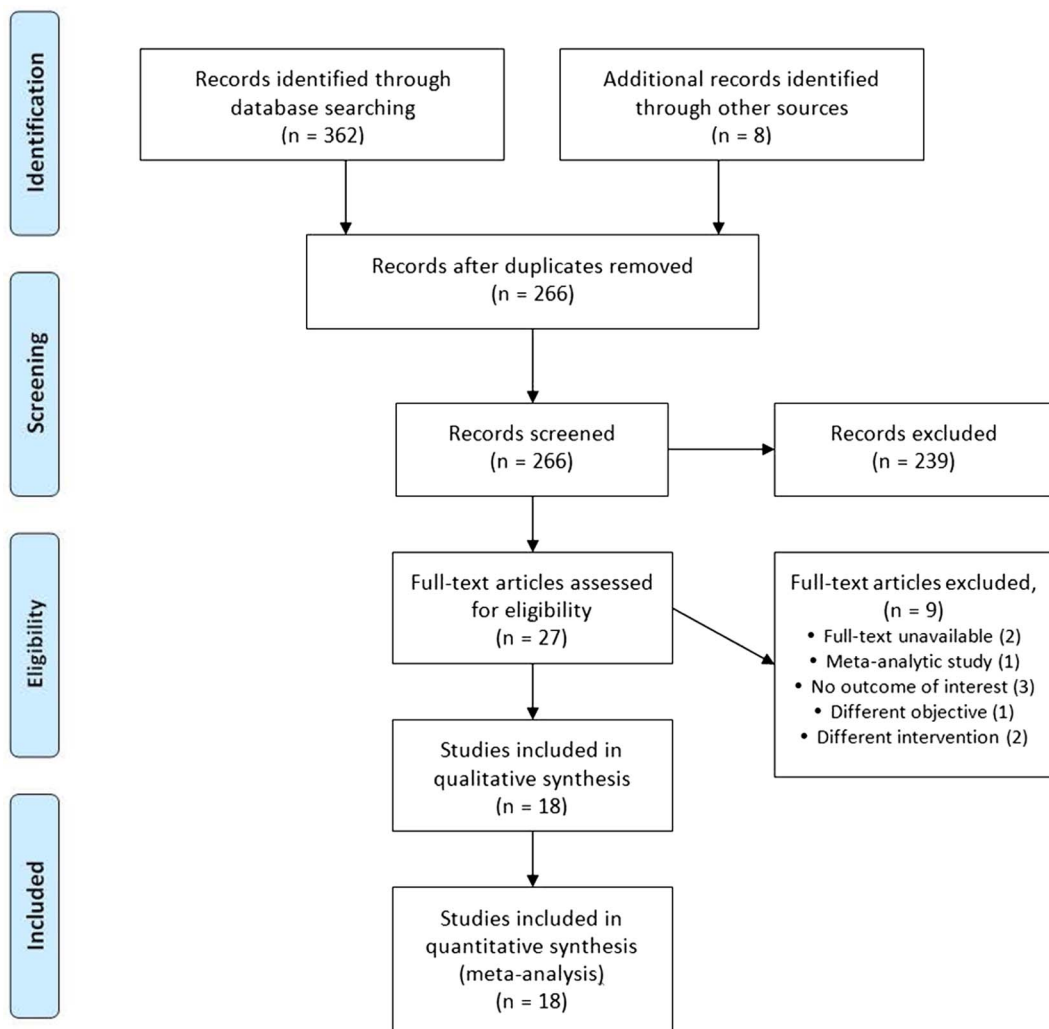 Identification
Records identified through
database searching
(n = 362)
Additional records identified
through other sources
(n = 8)
Records after duplicates removed
(n = 266)
Screening
Records screened
(n = 266)
Records excluded
(n = 239)
Eligibility
Full-text articles assessed
for eligibility
(n = 27)
Full-text articles excluded,
(n = 9)
• Full-text unavailable (2)
• Meta-analytic study (1)
• No outcome of interest (3)
• Different objective (1)
• Different intervention (2)
Studies included in
qualitative synthesis
(n = 18)
Included
Studies included in
quantitative synthesis
(meta-analysis)
(n = 18)